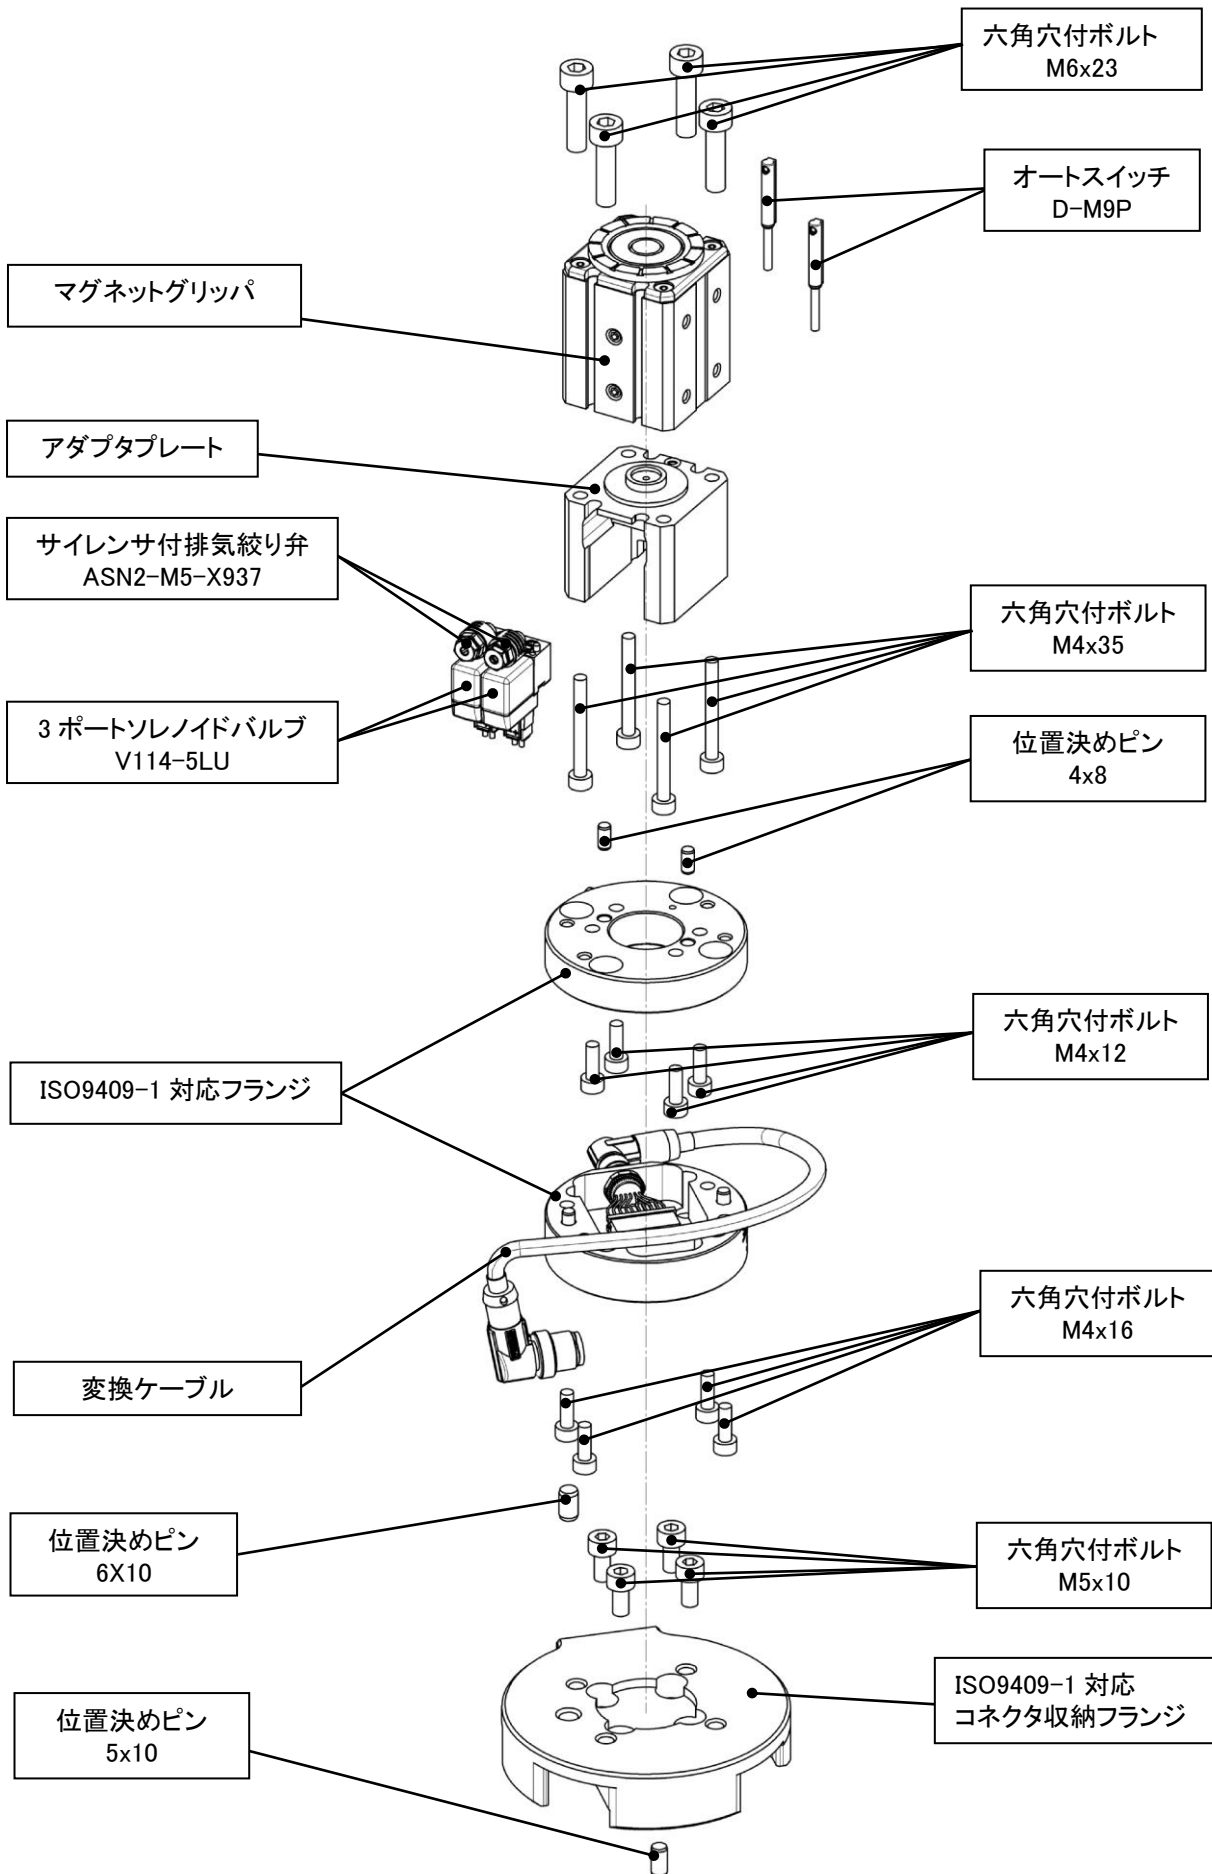 六角穴付ボルト
M6x23
オートスイッチ
D-M9P
マグネットグリッパ
アダプタプレート
サイレンサ付排気絞り弁
ASN2-M5-X937
六角穴付ボルト
M4x35
3 ポートソレノイドバルブ
V114-5LU
位置決めピン
4x8
六角穴付ボルト
M4x12
ISO9409-1 対応フランジ
六角穴付ボルト
M4x16
変換ケーブル
位置決めピン
6X10
六角穴付ボルト
M5x10
ISO9409-1 対応
コネクタ収納フランジ
位置決めピン
5x10